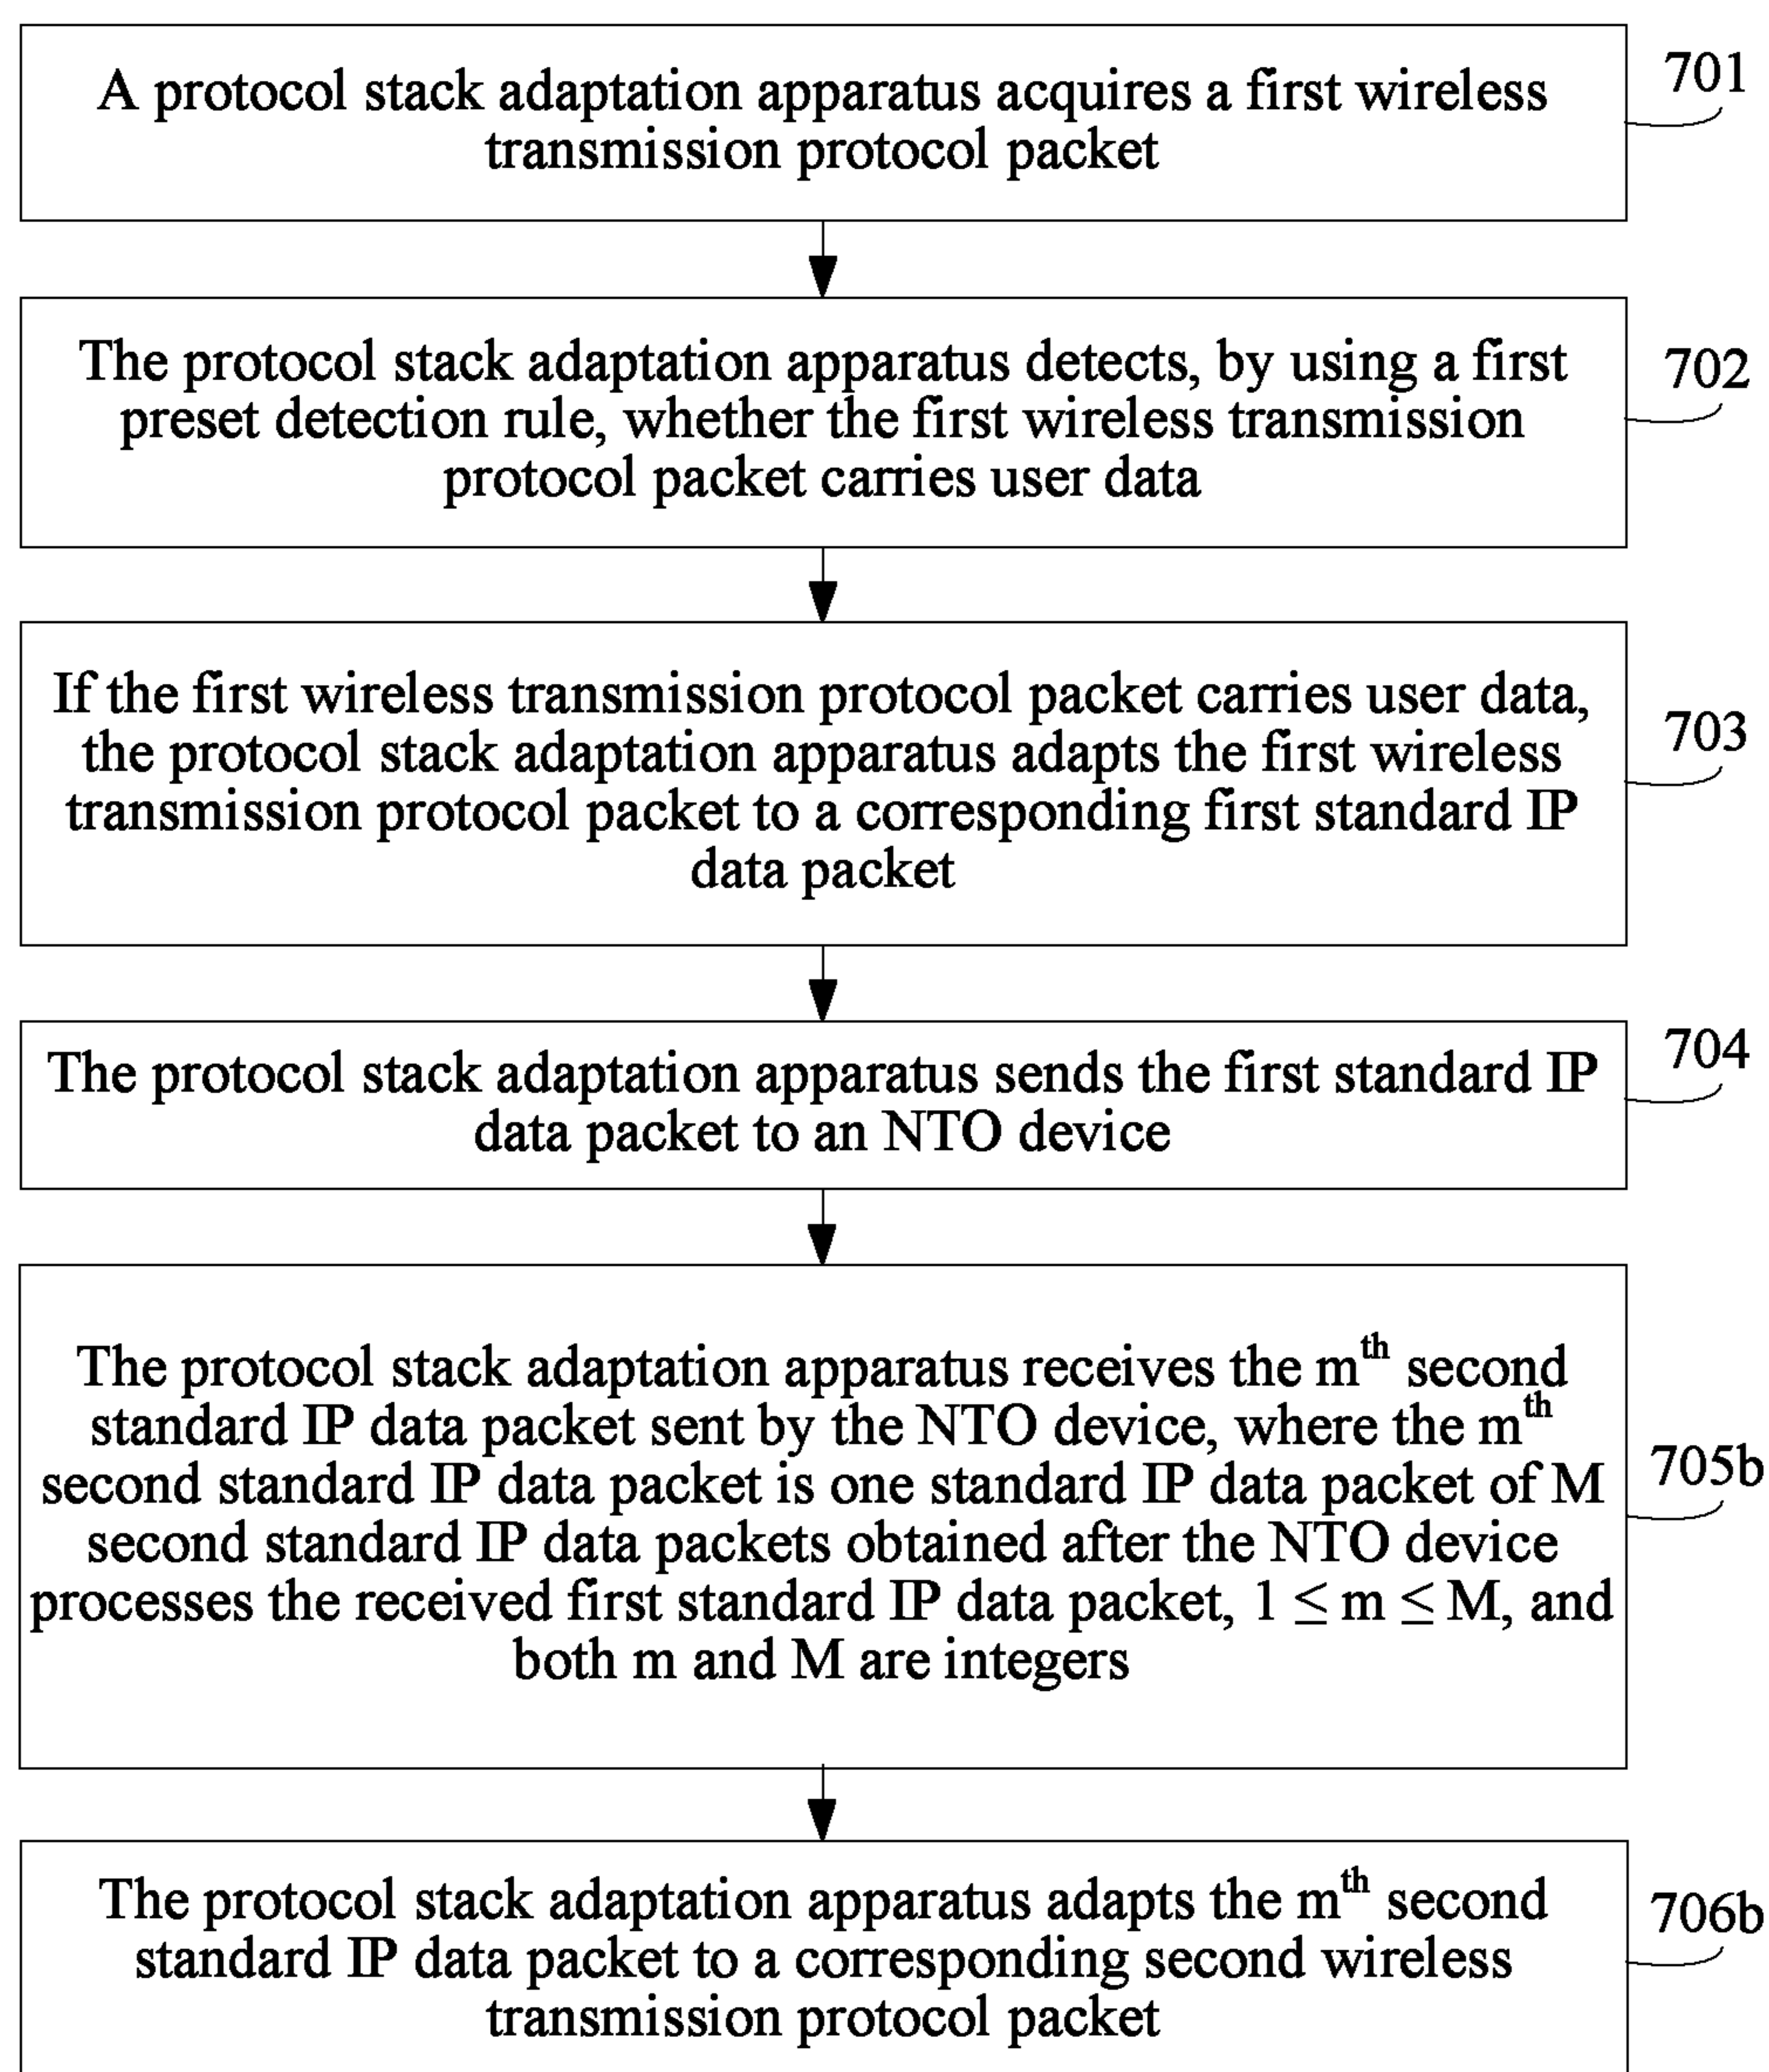 A protocol stack adaptation apparatus acquires a first wireless
transmission protocol packet
701
The protocol stack adaptation apparatus detects, by using a first
preset detection rule, whether the first wireless transmission
protocol packet carries user data
702
If the first wireless transmission protocol packet carries user data,
the protocol stack adaptation apparatus adapts the first wireless
transmission protocol packet to a corresponding first standard IP
data packet
703
The protocol stack adaptation apparatus sends the first standard IP
data packet to an NTO device
704
The protocol stack adaptation apparatus receives the mth second
standard IP data packet sent by the NTO device, where the mth
second standard IP data packet is one standard IP data packet of M
second standard IP data packets obtained after the NTO device
processes the received first standard IP data packet, 1 ≤ m ≤ M, and
both m and M are integers
705b
The protocol stack adaptation apparatus adapts the mth second
standard IP data packet to a corresponding second wireless
transmission protocol packet
706b